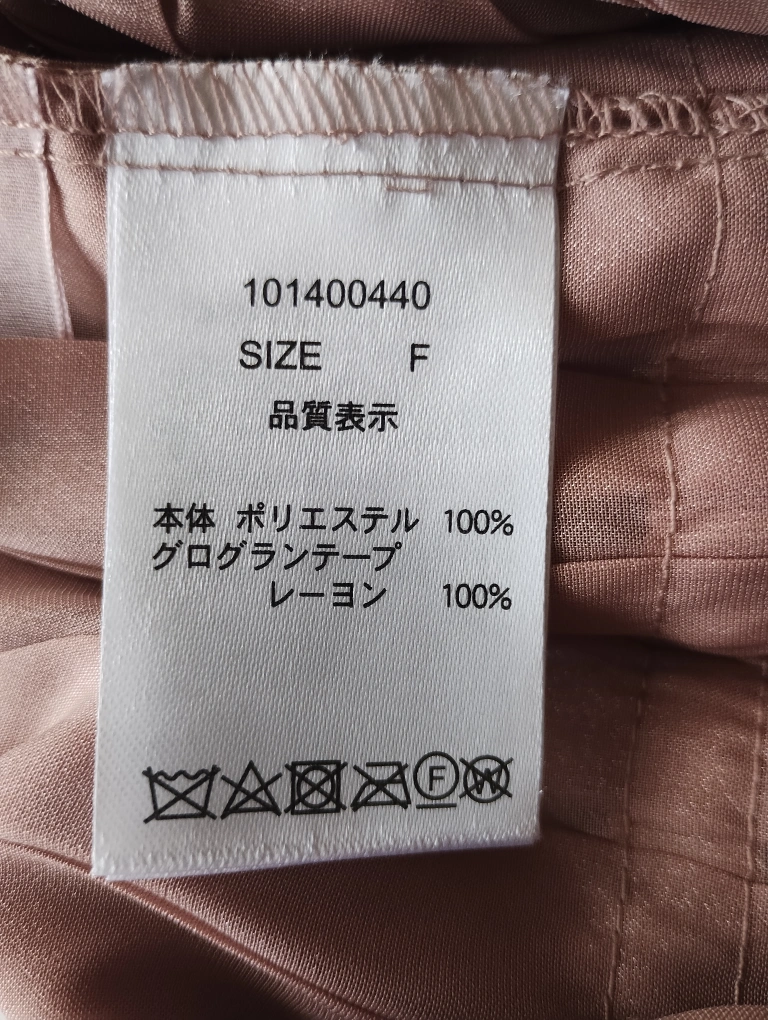 101400440
SIZE F
品質表示
本体 ポリエステル 100%
グログランテープ
レーヨン 100%
F W